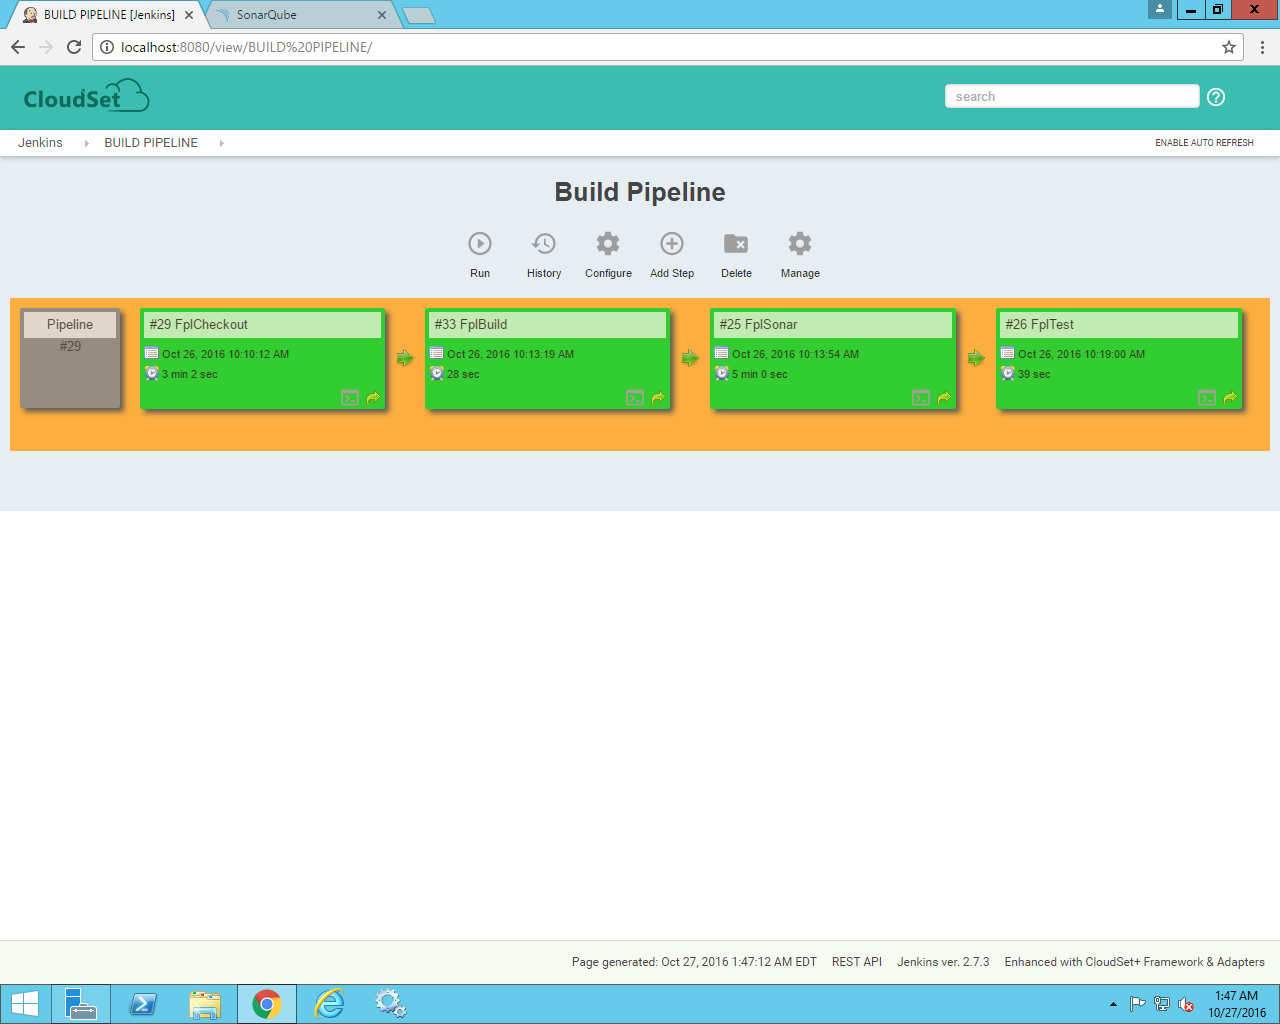 BUILD PIPELINE [Jenkins]
SonarQube
localhost:8080/view/BUILD%20PIPELINE/
CloudSet
search
Jenkins
BUILD PIPELINE
ENABLE AUTO REFRESH
Build Pipeline
Run
History
Configure
Add Step
Delete
Manage
Pipeline
#29
#29 FplCheckout
Oct 26, 2016 10:10:12 AM
3 min 2 sec
#33 FplBuild
Oct 26, 2016 10:13:19 AM
28 sec
#25 FplSonar
Oct 26, 2016 10:13:54 AM
5 min 0 sec
#26 FplTest
Oct 26, 2016 10:19:00 AM
39 sec
Page generated: Oct 27, 2016 1:47:12 AM EDT
REST API
Jenkins ver. 2.7.3
Enhanced with CloudSet+ Framework & Adapters
1:47 AM
10/27/2016